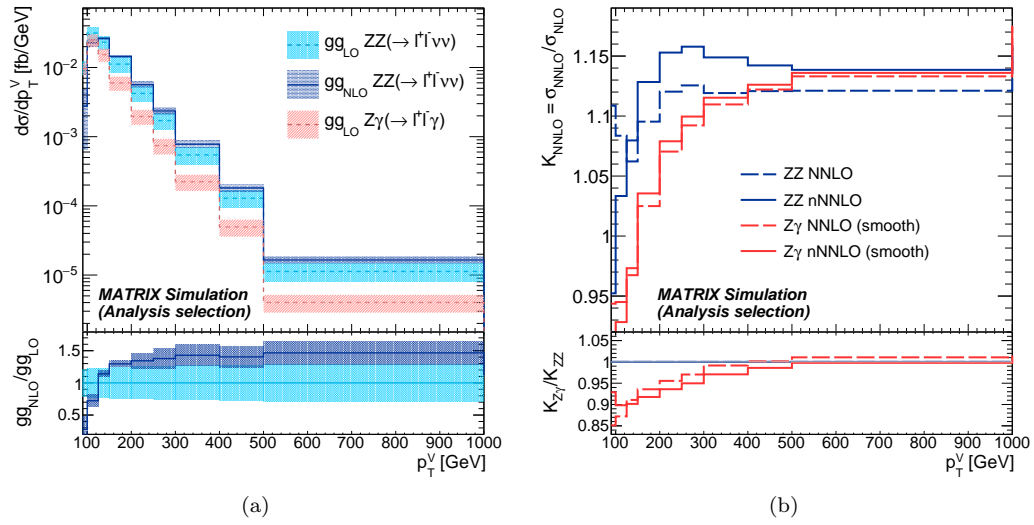 dσ/dp_T^V [fb/GeV]
10⁻²
10⁻³
10⁻⁴
10⁻⁵
gg_LO ZZ(→ l⁺l⁻νν)
gg_NLO ZZ(→ l⁺l⁻νν)
gg_LO Zγ(→ l⁺l⁻γ)
MATRIX Simulation
(Analysis selection)
gg_NLO/gg_LO
1.5
1
0.5
100 200 300 400 500 600 700 800 900 1000
p_T^V [GeV]
(a)
K_NNLO = σ_NNLO/σ_NLO
1.15
1.1
1.05
1
0.95
ZZ NNLO
ZZ nNNLO
Zγ NNLO (smooth)
Zγ nNNLO (smooth)
MATRIX Simulation
(Analysis selection)
K_Zγ/K_ZZ
1.05
1
0.95
0.9
0.85
100 200 300 400 500 600 700 800 900 1000
p_T^V [GeV]
(b)